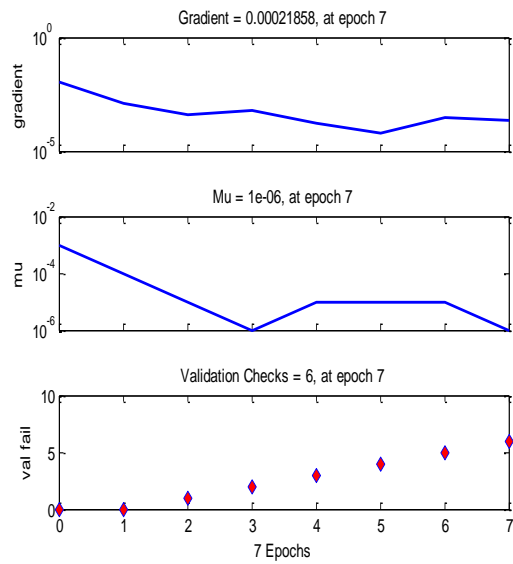 Gradient = 0.00021858, at epoch 7
10^0
gradient
10^-5
Mu = 1e-06, at epoch 7
10^-2
10^-4
mu
10^-6
Validation Checks = 6, at epoch 7
10
5
val fail
0
0 1 2 3 4 5 6 7
7 Epochs